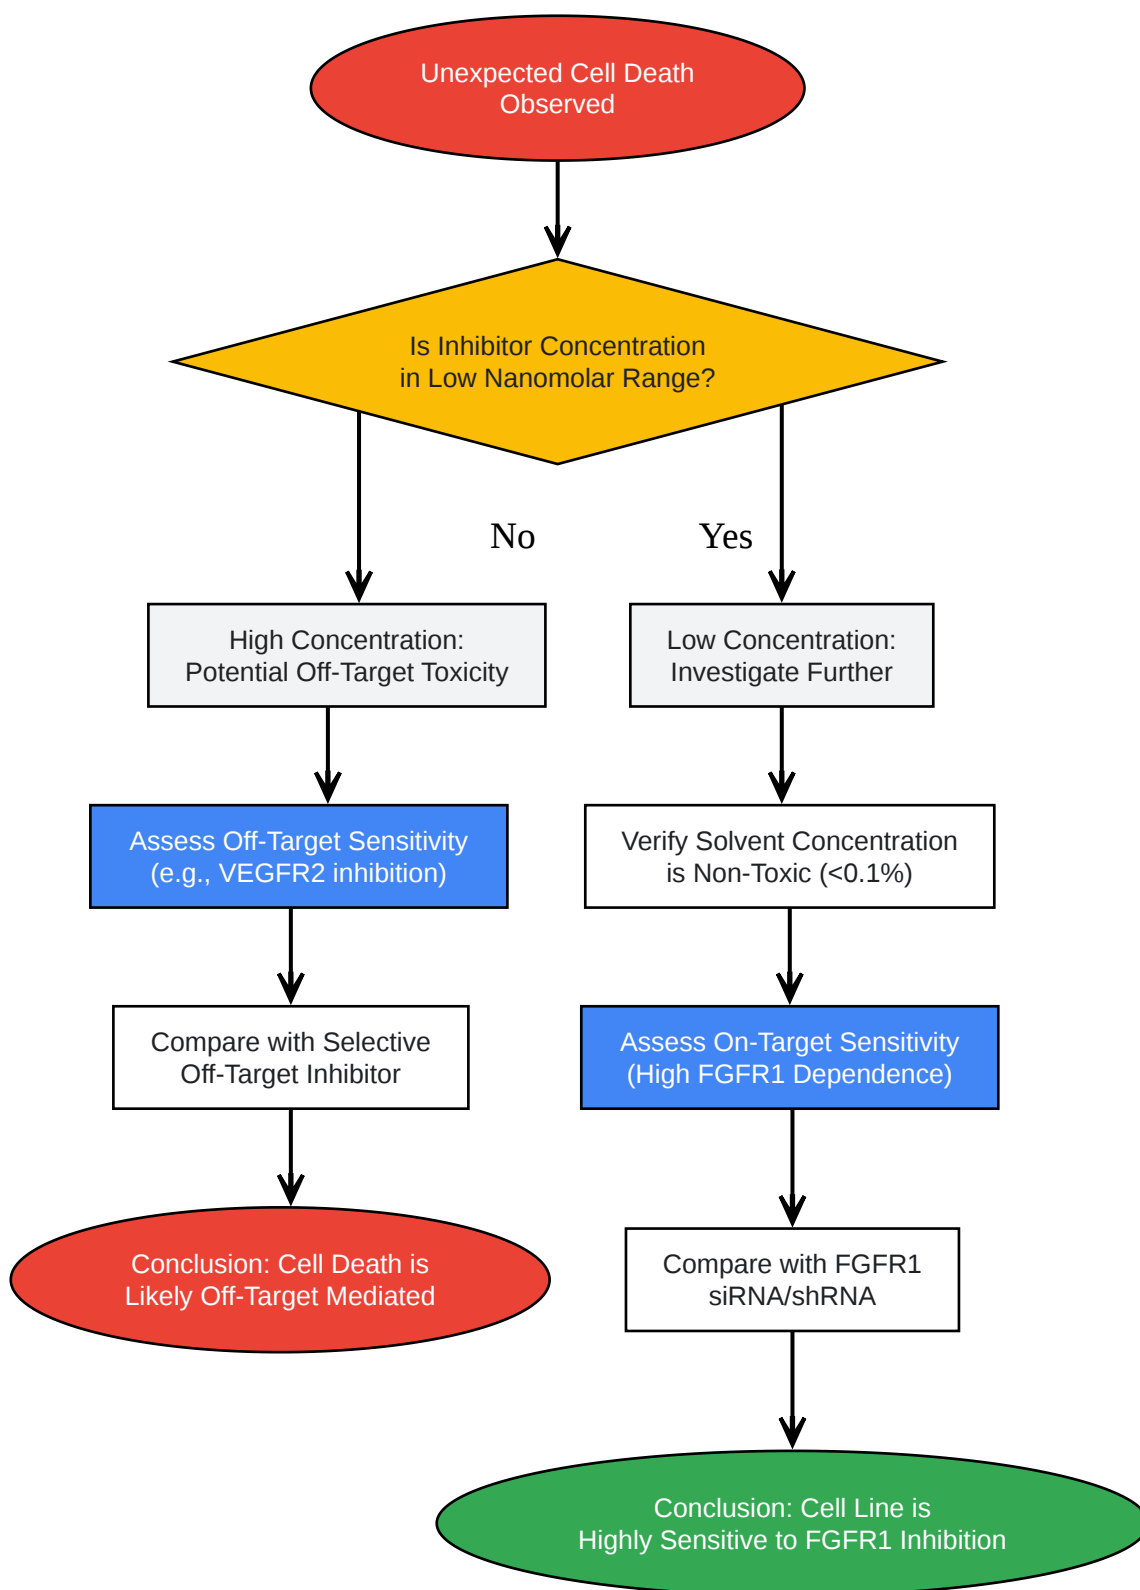 Unexpected Cell Death
Observed
Is Inhibitor Concentration
in Low Nanomolar Range?
No
Yes
High Concentration:
Potential Off-Target Toxicity
Low Concentration:
Investigate Further
Assess Off-Target Sensitivity
(e.g., VEGFR2 inhibition)
Verify Solvent Concentration
is Non-Toxic (<0.1%)
Compare with Selective
Off-Target Inhibitor
Assess On-Target Sensitivity
(High FGFR1 Dependence)
Conclusion: Cell Death is
Likely Off-Target Mediated
Compare with FGFR1
siRNA/shRNA
Conclusion: Cell Line is
Highly Sensitive to FGFR1 Inhibition